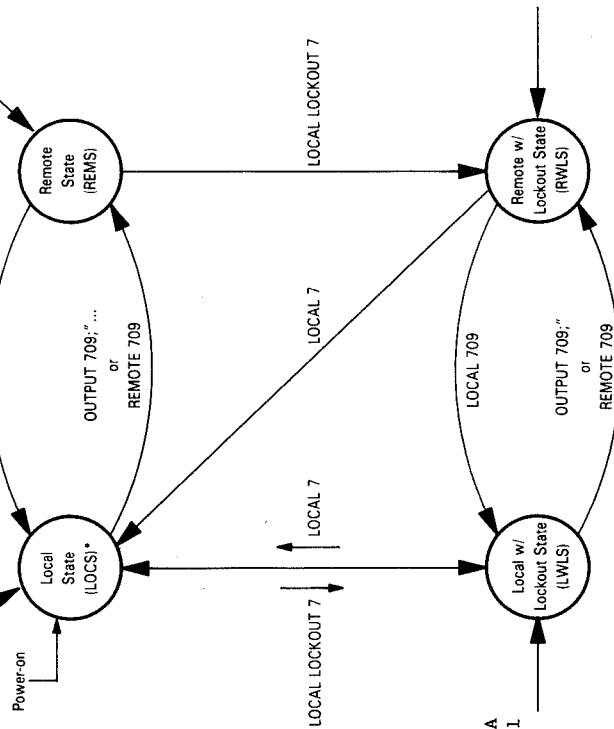 Power-on
Local
State
(LOCS)*
Remote
State
(REMS)
OUTPUT 709;"...
or
REMOTE 709
LOCAL LOCKOUT 7
LOCAL 7
LOCAL 7
LOCAL LOCKOUT 7
LOCAL 709
OUTPUT 709;"
or
REMOTE 709
Local w/
Lockout State
(LWLS)
Remote w/
Lockout State
(RWLS)
A
1